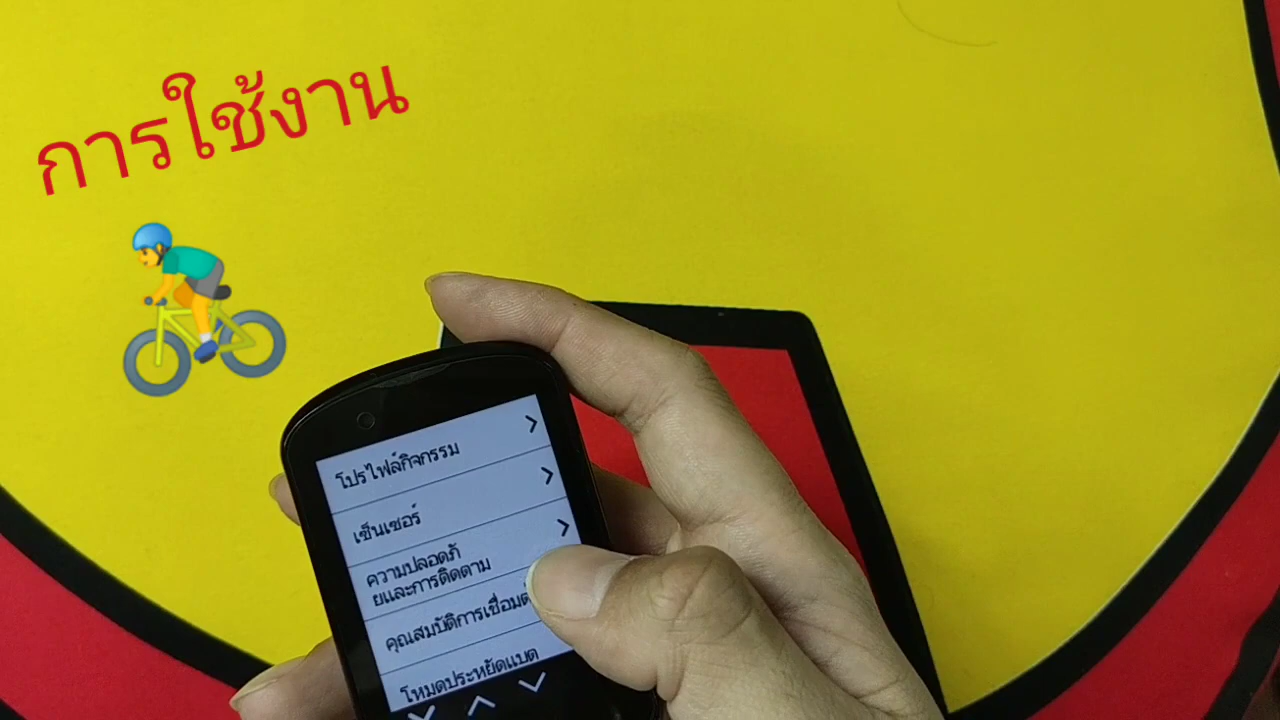 การใช้งาน
โปรไฟล์กิจกรรม
เซ็นเซอร์
ความปลอดภั
ยและการติดตาม
คุณสมบัติการเชื่อมต
โหมดประหยัดแบต